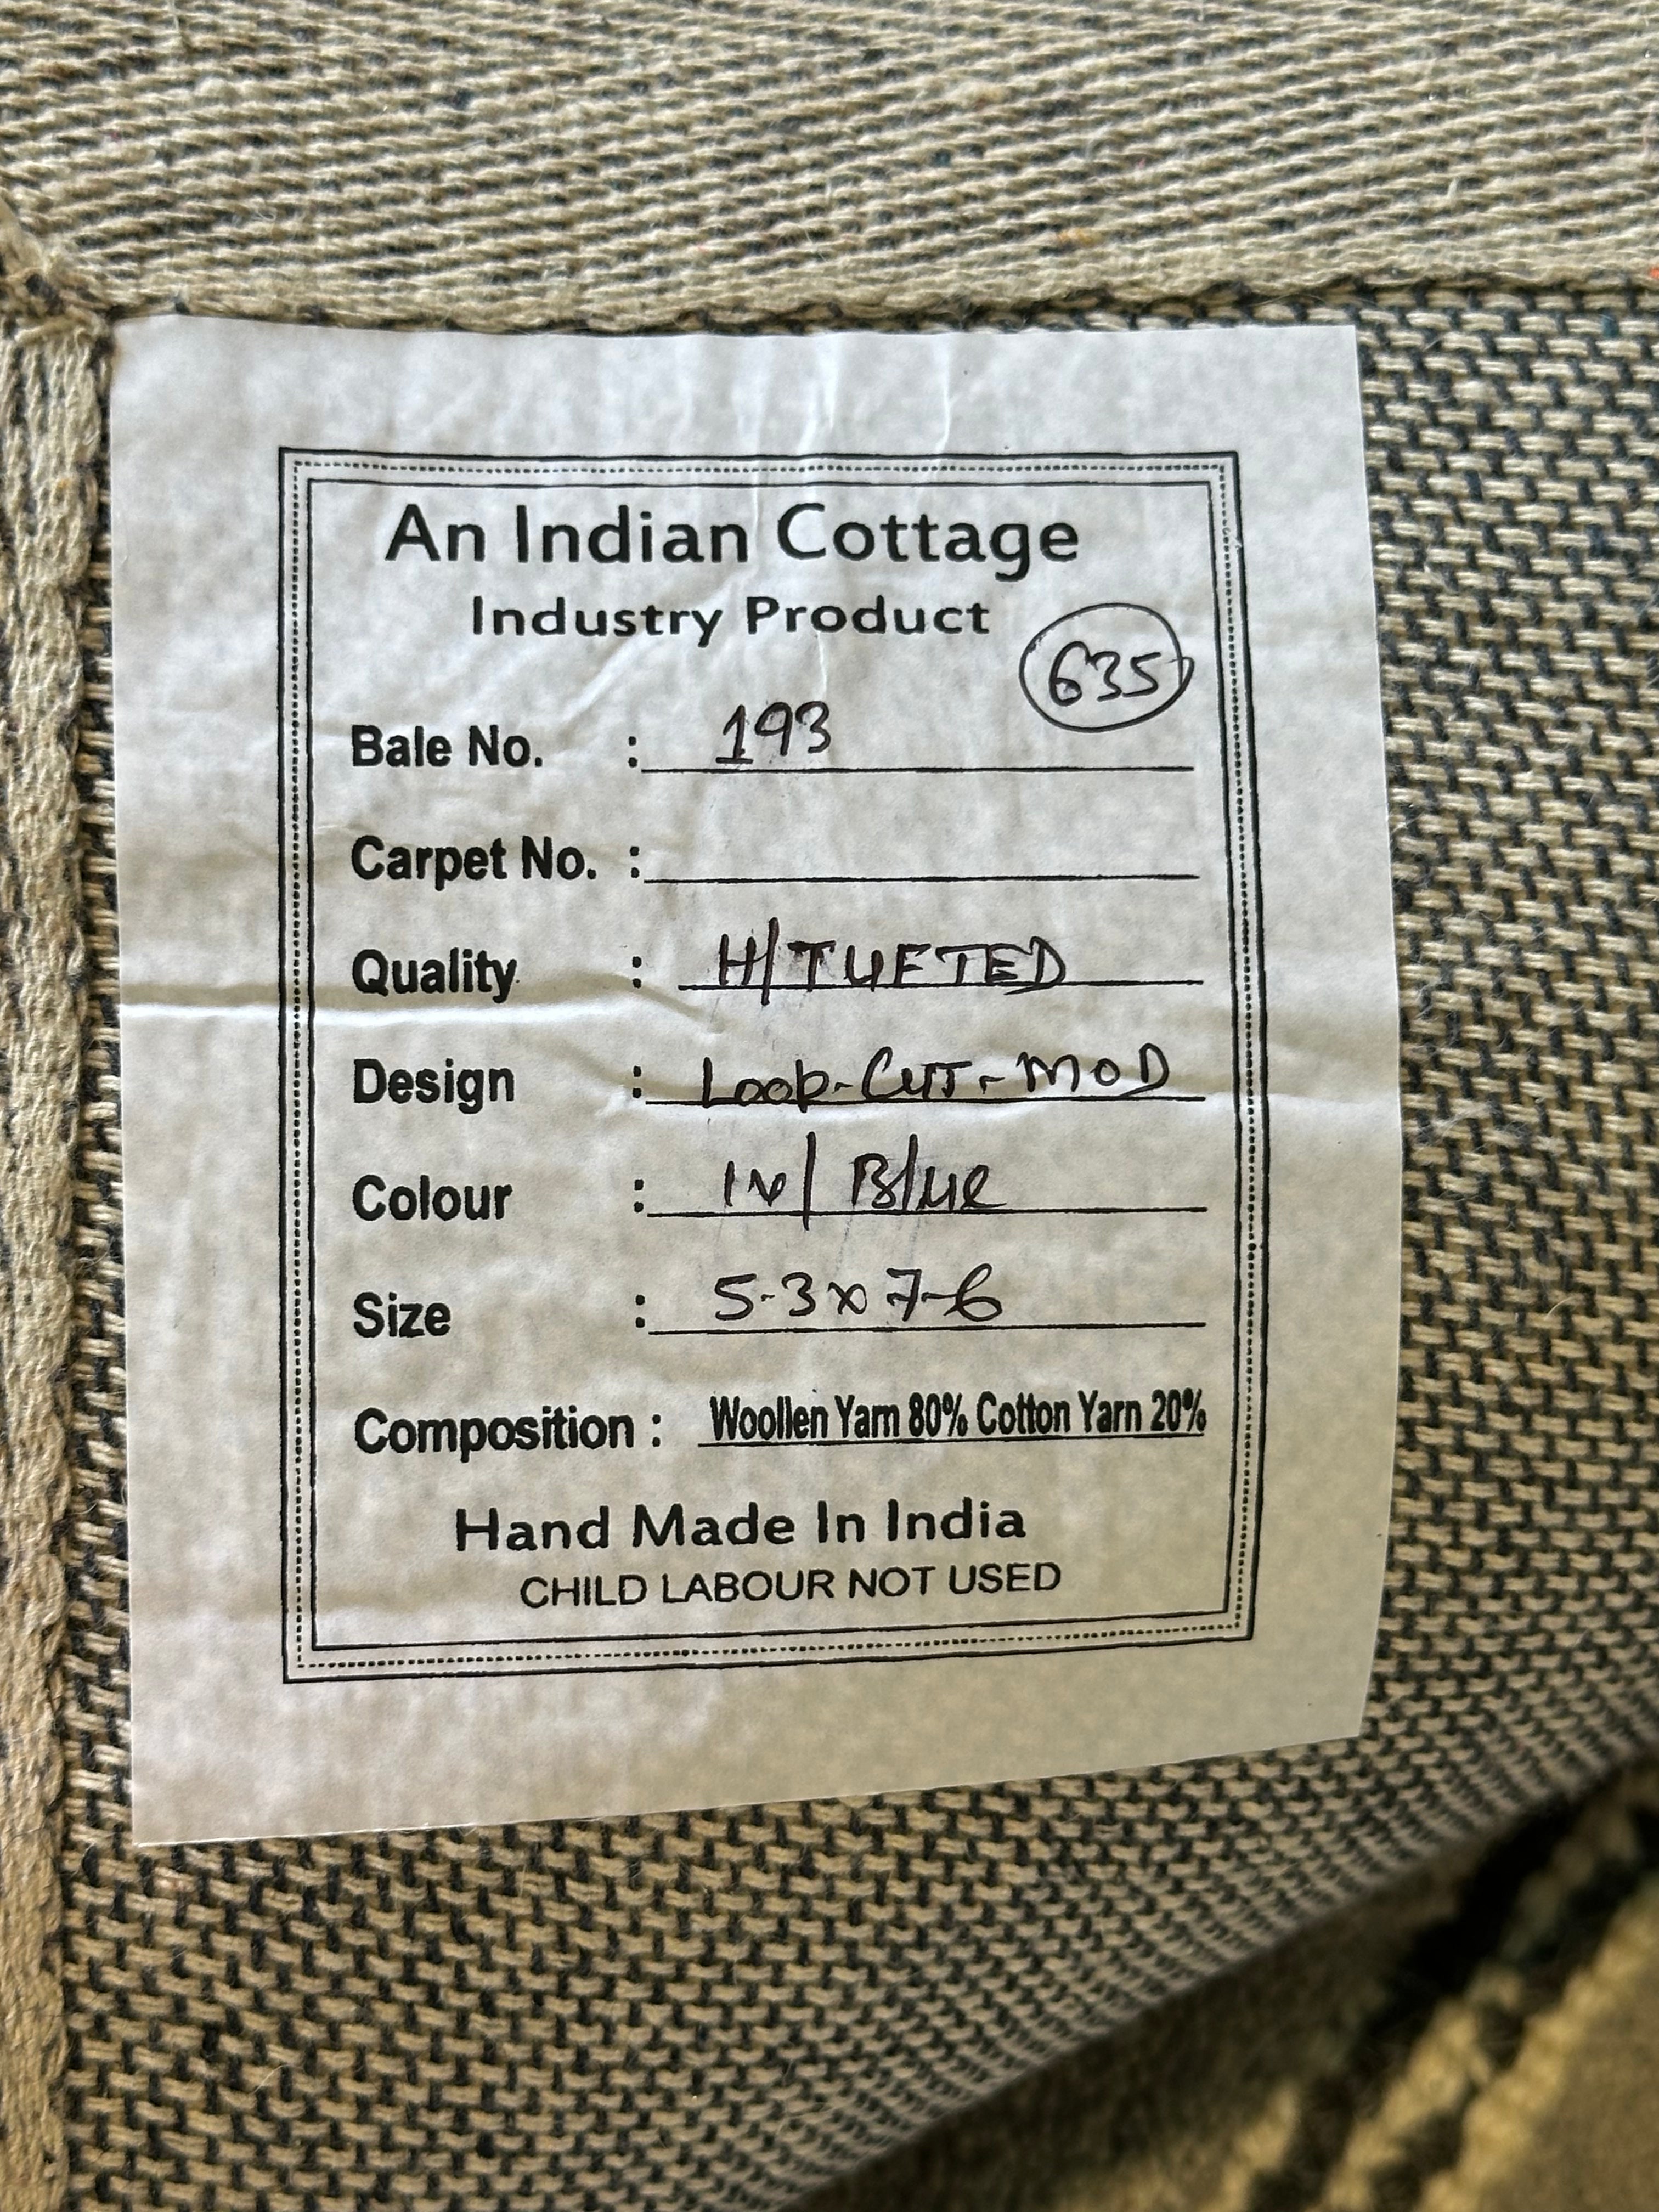 An Indian Cottage
Industry Product
635
Bale No. : 193
Carpet No. :
Quality : H/TUFTED
Design : Loop-CUT-MOD
Colour : IV/ Blue
Size : 5-3x7-6
Composition : Woollen Yarn 80% Cotton Yarn 20%
Hand Made In India
CHILD LABOUR NOT USED